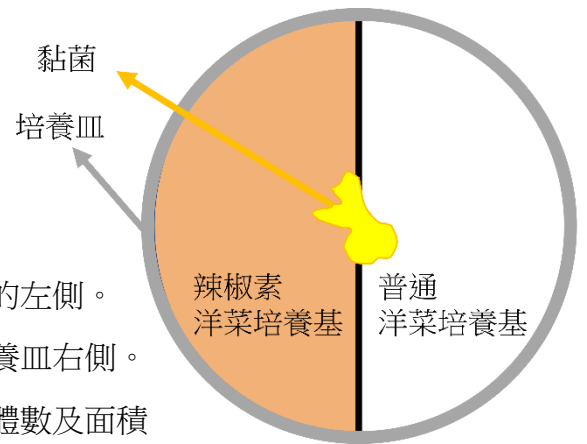 黏菌
培養皿
的左側。
辣椒素
洋菜培養基
普通
洋菜培養基
養皿右側。
體數及面積